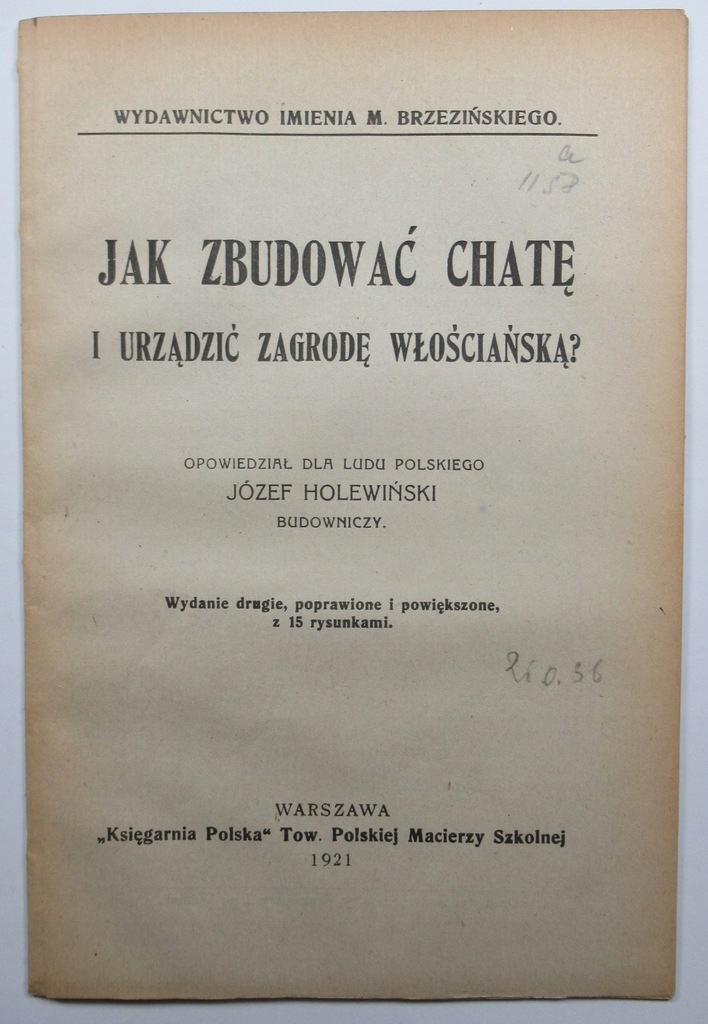 WYDAWNICTWO IMIENIA M. BRZEZIŃSKIEGO.
1158
JAK ZBUDOWAĆ CHATĘ
I URZĄDZIĆ ZAGRODĘ WŁOŚCIAŃSKĄ?
OPOWIEDZIAŁ DLA LUDU POLSKIEGO
JÓZEF HOLEWIŃSKI
BUDOWNICZY.
Wydanie drugie, poprawione i powiększone,
z 15 rysunkami.
WARSZAWA
„Księgarnia Polska“ Tow. Polskiej Macierzy Szkolnej
1921